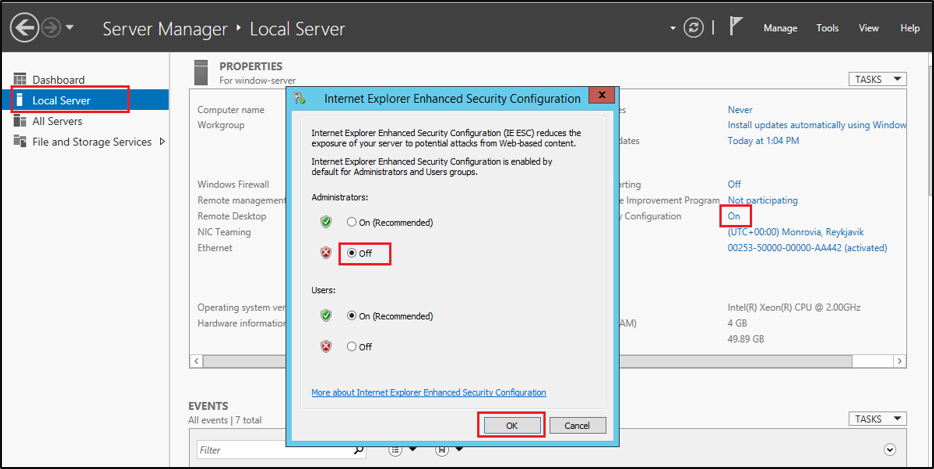 Server Manager ‣ Local Server
Manage Tools View Help
Dashboard
Local Server
All Servers
File and Storage Services
PROPERTIES
For window-server
TASKS
Computer name
Workgroup
Windows Firewall
Remote management
Remote Desktop
NIC Teaming
Ethernet
Operating system ver
Hardware information
Internet Explorer Enhanced Security Configuration
Internet Explorer Enhanced Security Configuration (IE ESC) reduces the
exposure of your server to potential attacks from Web-based content.
Internet Explorer Enhanced Security Configuration is enabled by
default for Administrators and Users groups.
Administrators:
On (Recommended)
Off
Users:
On (Recommended)
Off
More about Internet Explorer Enhanced Security Configuration
OK Cancel
Never
Install updates automatically using Window
dates Today at 1:04 PM
rting Off
e Improvement Program Not participating
y Configuration On
(UTC+00:00) Monrovia, Reykjavik
00253-50000-00000-AA442 (activated)
Intel(R) Xeon(R) CPU @ 2.00GHz
AM) 4 GB
49.89 GB
EVENTS
All events | 7 total
TASKS
Filter